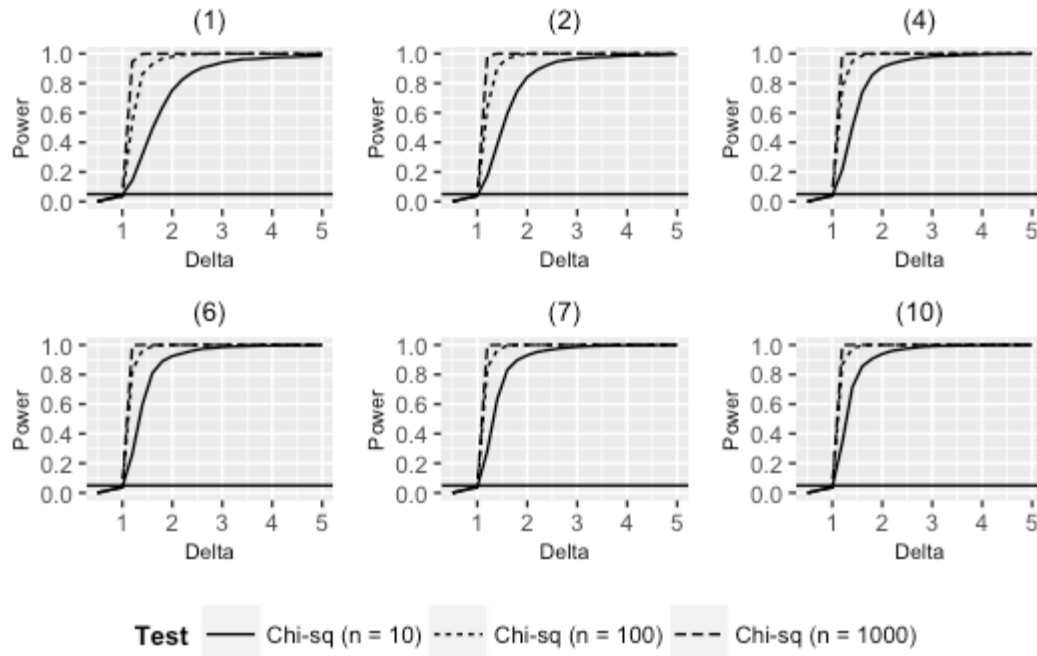 (1) (2) (4)
1.0 1.0 1.0
0.8 0.8 0.8
0.6 0.6 0.6
0.4 0.4 0.4
0.2 0.2 0.2
0.0 0.0 0.0
Power Power Power
1 2 3 4 5 1 2 3 4 5 1 2 3 4 5
Delta Delta Delta
(6) (7) (10)
1.0 1.0 1.0
0.8 0.8 0.8
0.6 0.6 0.6
0.4 0.4 0.4
0.2 0.2 0.2
0.0 0.0 0.0
Power Power Power
1 2 3 4 5 1 2 3 4 5 1 2 3 4 5
Delta Delta Delta
Test Chi-sq (n = 10) Chi-sq (n = 100) Chi-sq (n = 1000)